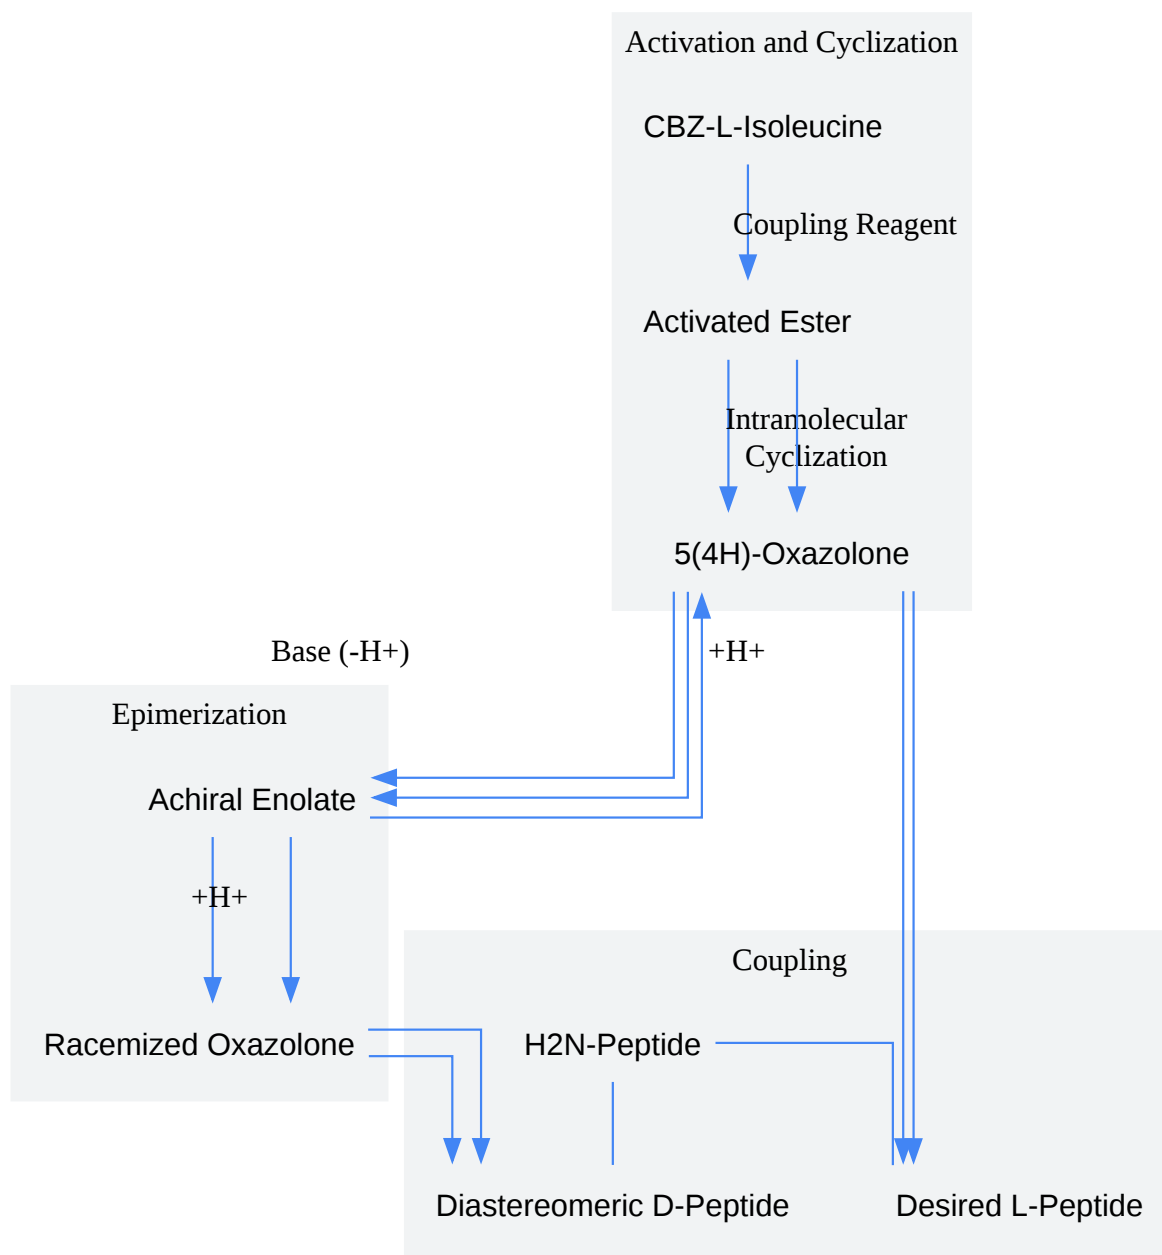 Activation and Cyclization
CBZ-L-Isoleucine
Coupling Reagent
Activated Ester
Intramolecular
Cyclization
5(4H)-Oxazolone
Base (-H+)
+H+
Epimerization
Achiral Enolate
+H+
Coupling
Racemized Oxazolone
H2N-Peptide
Diastereomeric D-Peptide
Desired L-Peptide